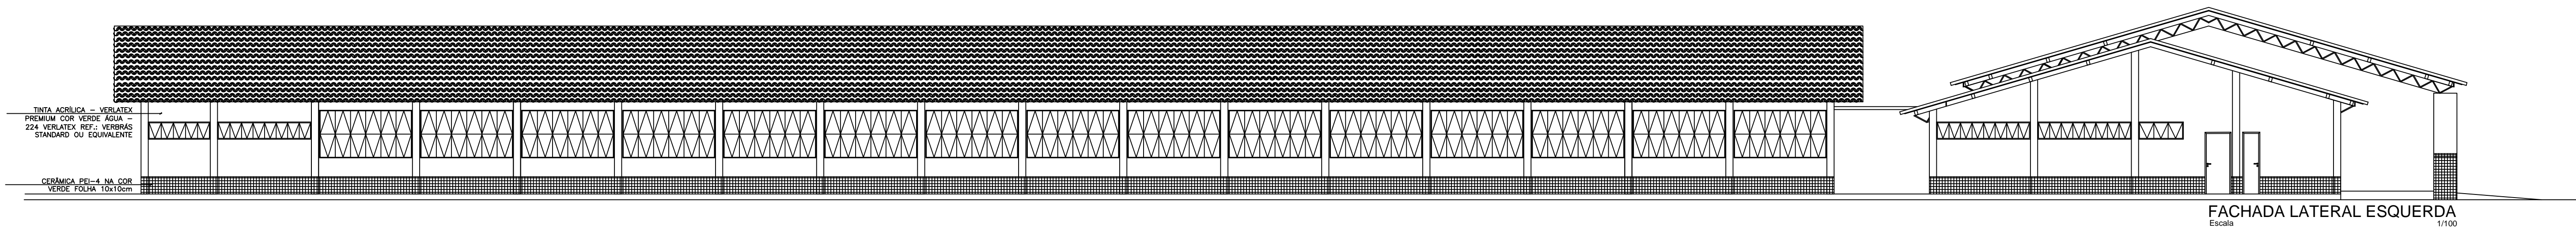 TINTA ACRÍLICA – VERLATEX
PREMIUM COR VERDE ÁGUA –
224 VERLATEX REF.: VERBRÁS
STANDARD OU EQUIVALENTE
CERÂMICA PEI–4 NA COR
VERDE FOLHA 10x10cm
FACHADA LATERAL ESQUERDA
Escala 1/100